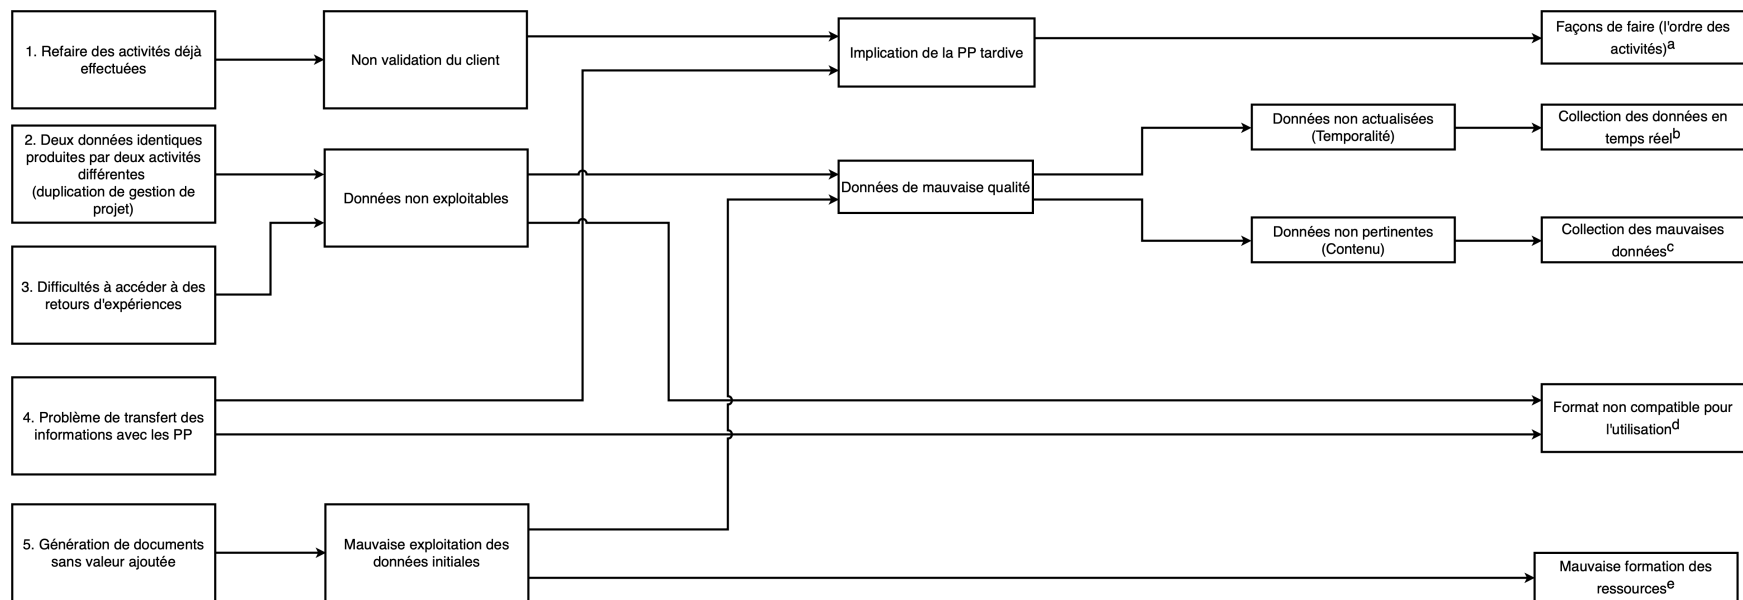 1. Refaire des activités déjà
effectuées
Non validation du client
Implication de la PP tardive
Façons de faire (l'ordre des
activités)a
2. Deux données identiques
produites par deux activités
différentes
(duplication de gestion de
projet)
Données non exploitables
Données de mauvaise qualité
Données non actualisées
(Temporalité)
Collection des données en
temps réelb
Données non pertinentes
(Contenu)
Collection des mauvaises
donnéesc
3. Difficultés à accéder à des
retours d'expériences
4. Problème de transfert des
informations avec les PP
Format non compatible pour
l'utilisationd
5. Génération de documents
sans valeur ajoutée
Mauvaise exploitation des
données initiales
Mauvaise formation des
ressourcese